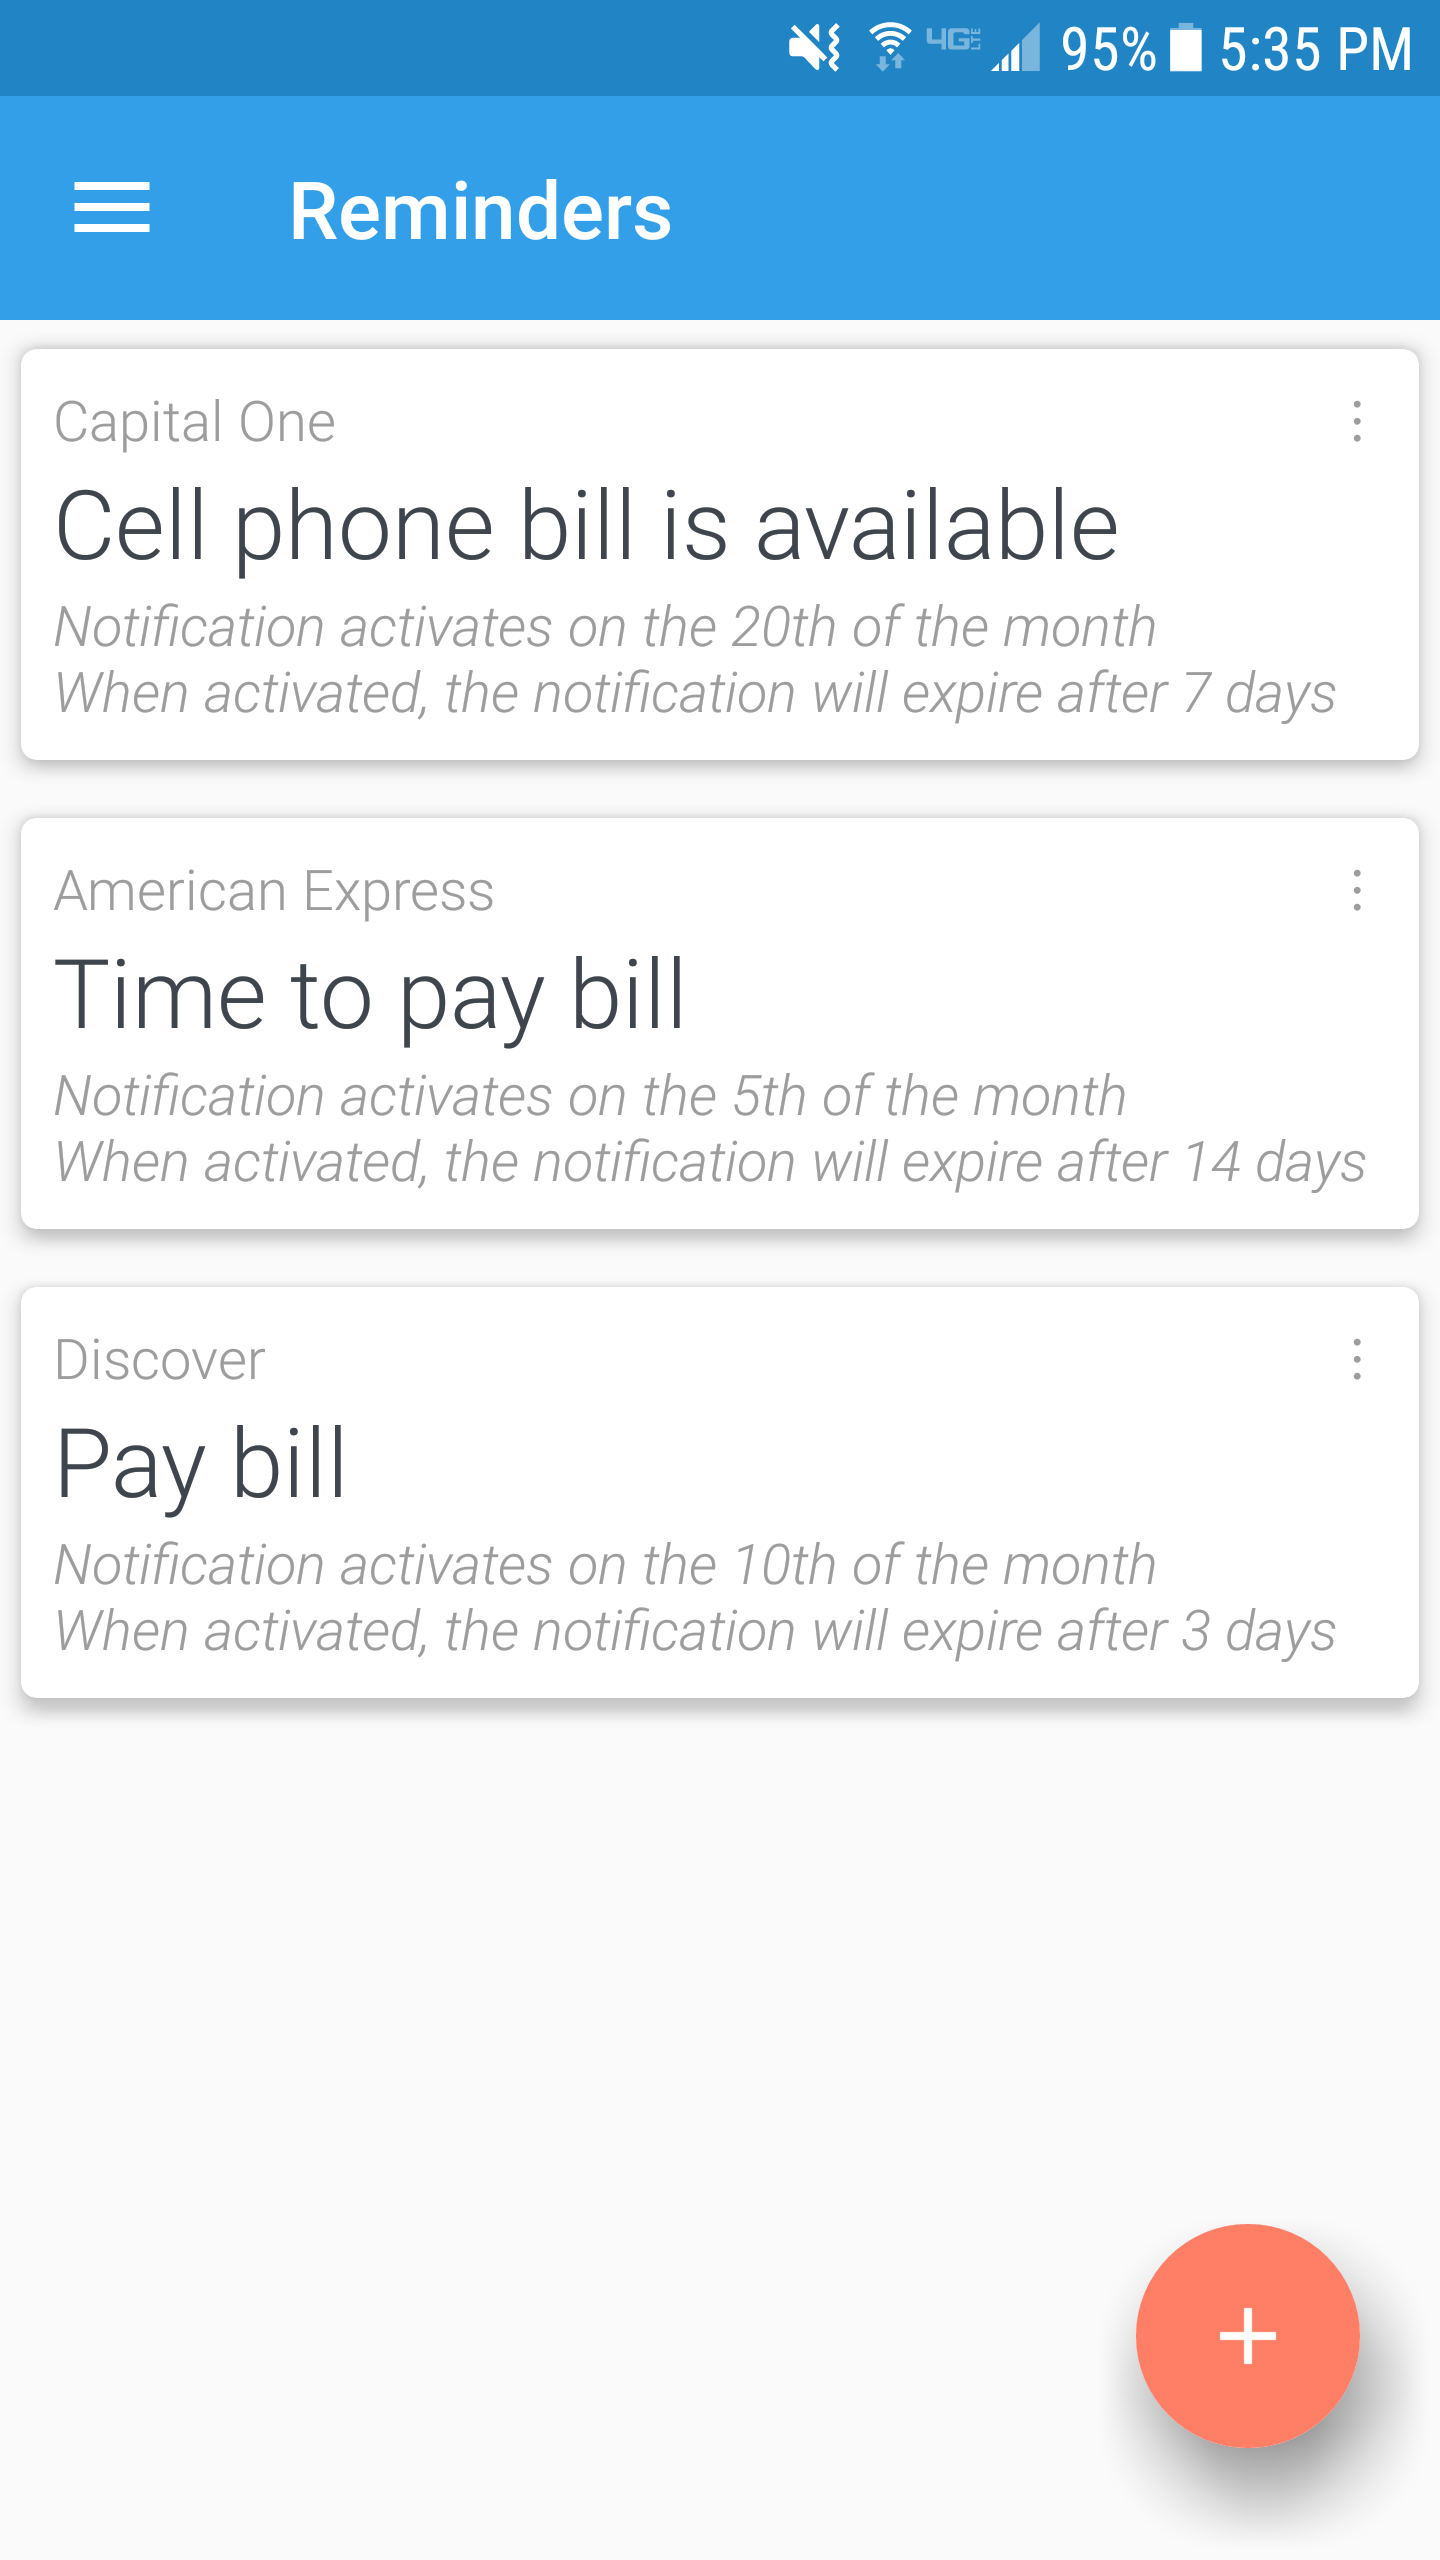 4G LTE 95% 5:35 PM
Reminders
Capital One
Cell phone bill is available
Notification activates on the 20th of the month
When activated, the notification will expire after 7 days
American Express
Time to pay bill
Notification activates on the 5th of the month
When activated, the notification will expire after 14 days
Discover
Pay bill
Notification activates on the 10th of the month
When activated, the notification will expire after 3 days